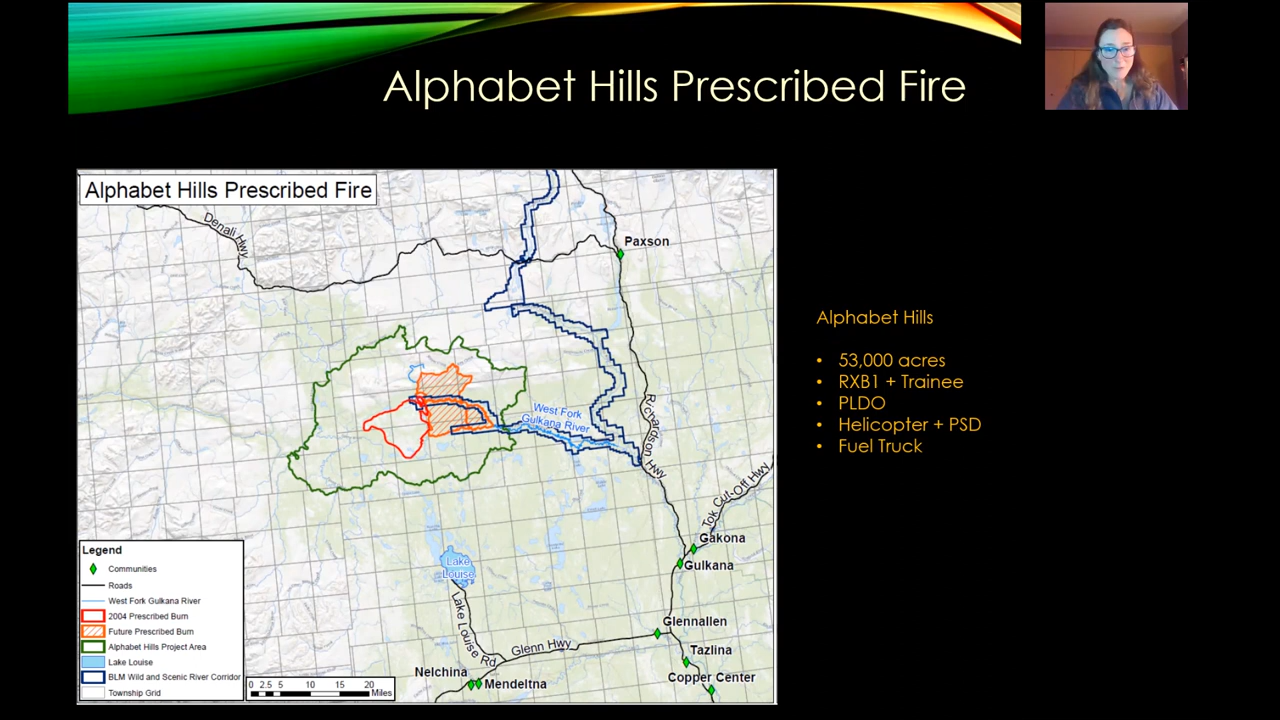 Alphabet Hills Prescribed Fire
Alphabet Hills Prescribed Fire
Denali Hwy
Paxson
West Fork
Gulkana River
Richardson Hwy
Tok Cut-Off Hwy
Gakona
Gulkana
Lake
Louise
Lake Louise Rd
Glenn Hwy
Glennallen
Tazlina
Copper Center
Nelchina
Mendeltna
Legend
Communities
Roads
West Fork Gulkana River
2004 Prescribed Burn
Future Prescribed Burn
Alphabet Hills Project Area
Lake Louise
BLM Wild and Scenic River Corridor
Township Grid
0 2.5 5 10 15 20
Miles
Alphabet Hills
• 53,000 acres
• RXB1 + Trainee
• PLDO
• Helicopter + PSD
• Fuel Truck